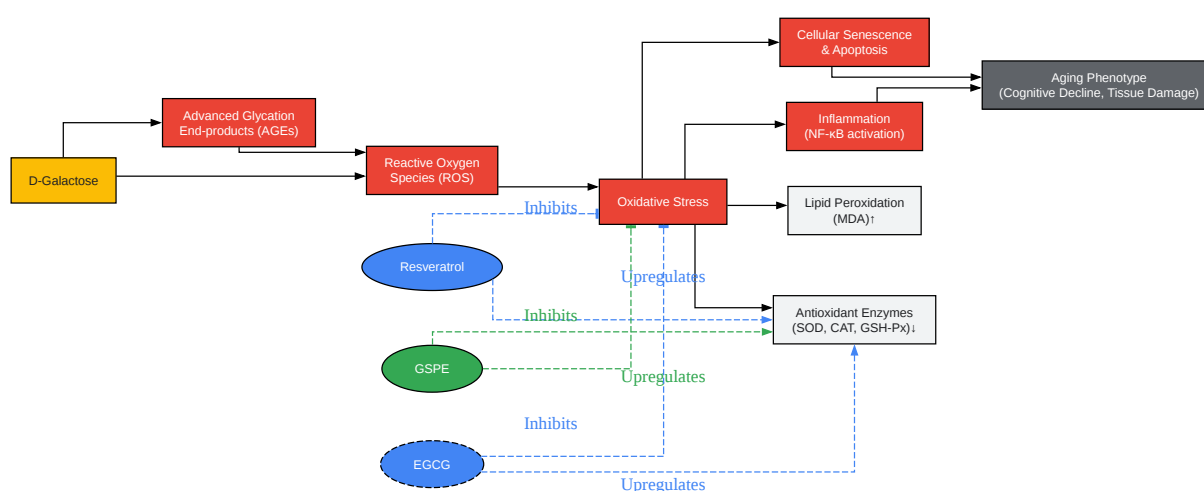 Cellular Senescence
& Apoptosis
Aging Phenotype
(Cognitive Decline, Tissue Damage)
Advanced Glycation
End-products (AGEs)
Inflammation
(NF-κB activation)
D-Galactose
Reactive Oxygen
Species (ROS)
Oxidative Stress
Lipid Peroxidation
(MDA)↑
Inhibits
Resveratrol
Upregulates
Antioxidant Enzymes
(SOD, CAT, GSH-Px)↓
Inhibits
GSPE
Upregulates
Inhibits
EGCG
Upregulates